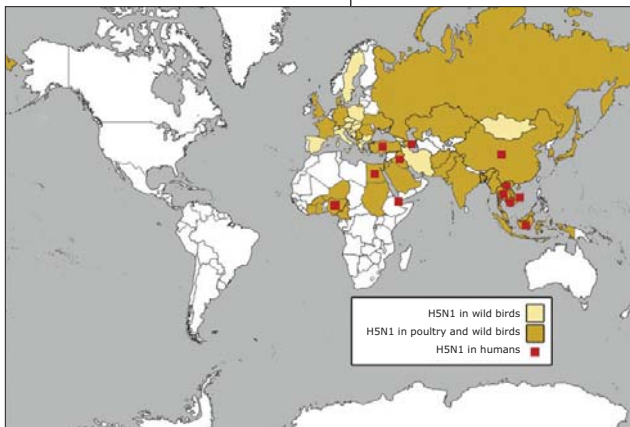 H5N1 in wild birds
H5N1 in poultry and wild birds
H5N1 in humans